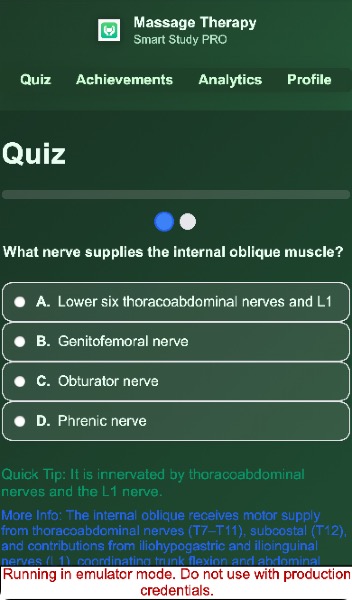 Massage Therapy
Smart Study PRO
Quiz Achievements Analytics Profile
Quiz
What nerve supplies the internal oblique muscle?
A. Lower six thoracoabdominal nerves and L1
B. Genitofemoral nerve
C. Obturator nerve
D. Phrenic nerve
Quick Tip: It is innervated by thoracoabdominal
nerves and the L1 nerve.
More Info: The internal oblique receives motor supply
from thoracoabdominal nerves (T7–T11), subcostal (T12),
and contributions from iliohypogastric and ilioinguinal
nerves (L1), coordinating trunk flexion and abdominal
Running in emulator mode. Do not use with production
credentials.